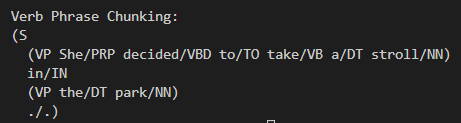 Verb Phrase Chunking:
(S
  (VP She/PRP decided/VBD to/TO take/VB a/DT stroll/NN)
  in/IN
  (VP the/DT park/NN)
  ./.)